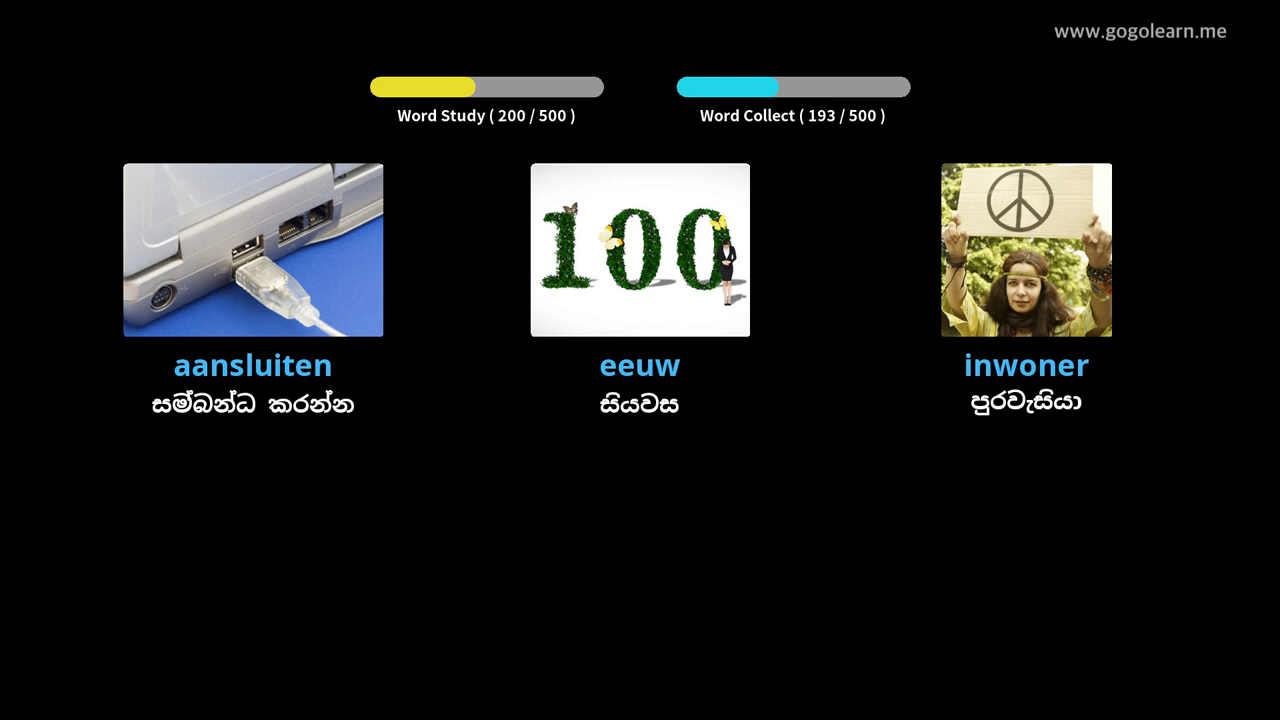 www.gogolearn.me
Word Study ( 200 / 500 )
Word Collect ( 193 / 500 )
100
aansluiten
eeuw
inwoner
සම්බන්ධ කරන්න
සියවස
පුරවැසියා